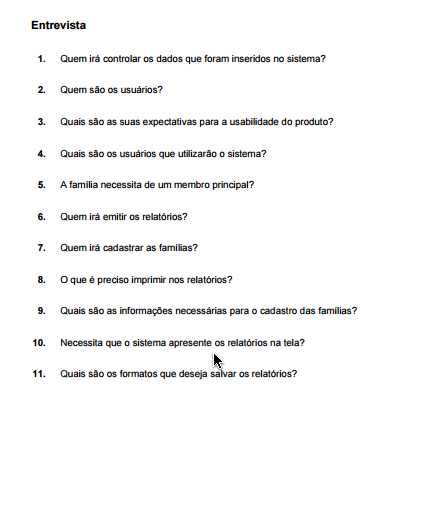 Entrevista
1. Quem irá controlar os dados que foram inseridos no sistema?
2. Quem são os usuários?
3. Quais são as suas expectativas para a usabilidade do produto?
4. Quais são os usuários que utilizarão o sistema?
5. A família necessita de um membro principal?
6. Quem irá emitir os relatórios?
7. Quem irá cadastrar as famílias?
8. O que é preciso imprimir nos relatórios?
9. Quais são as informações necessárias para o cadastro das famílias?
10. Necessita que o sistema apresente os relatórios na tela?
11. Quais são os formatos que deseja salvar os relatórios?